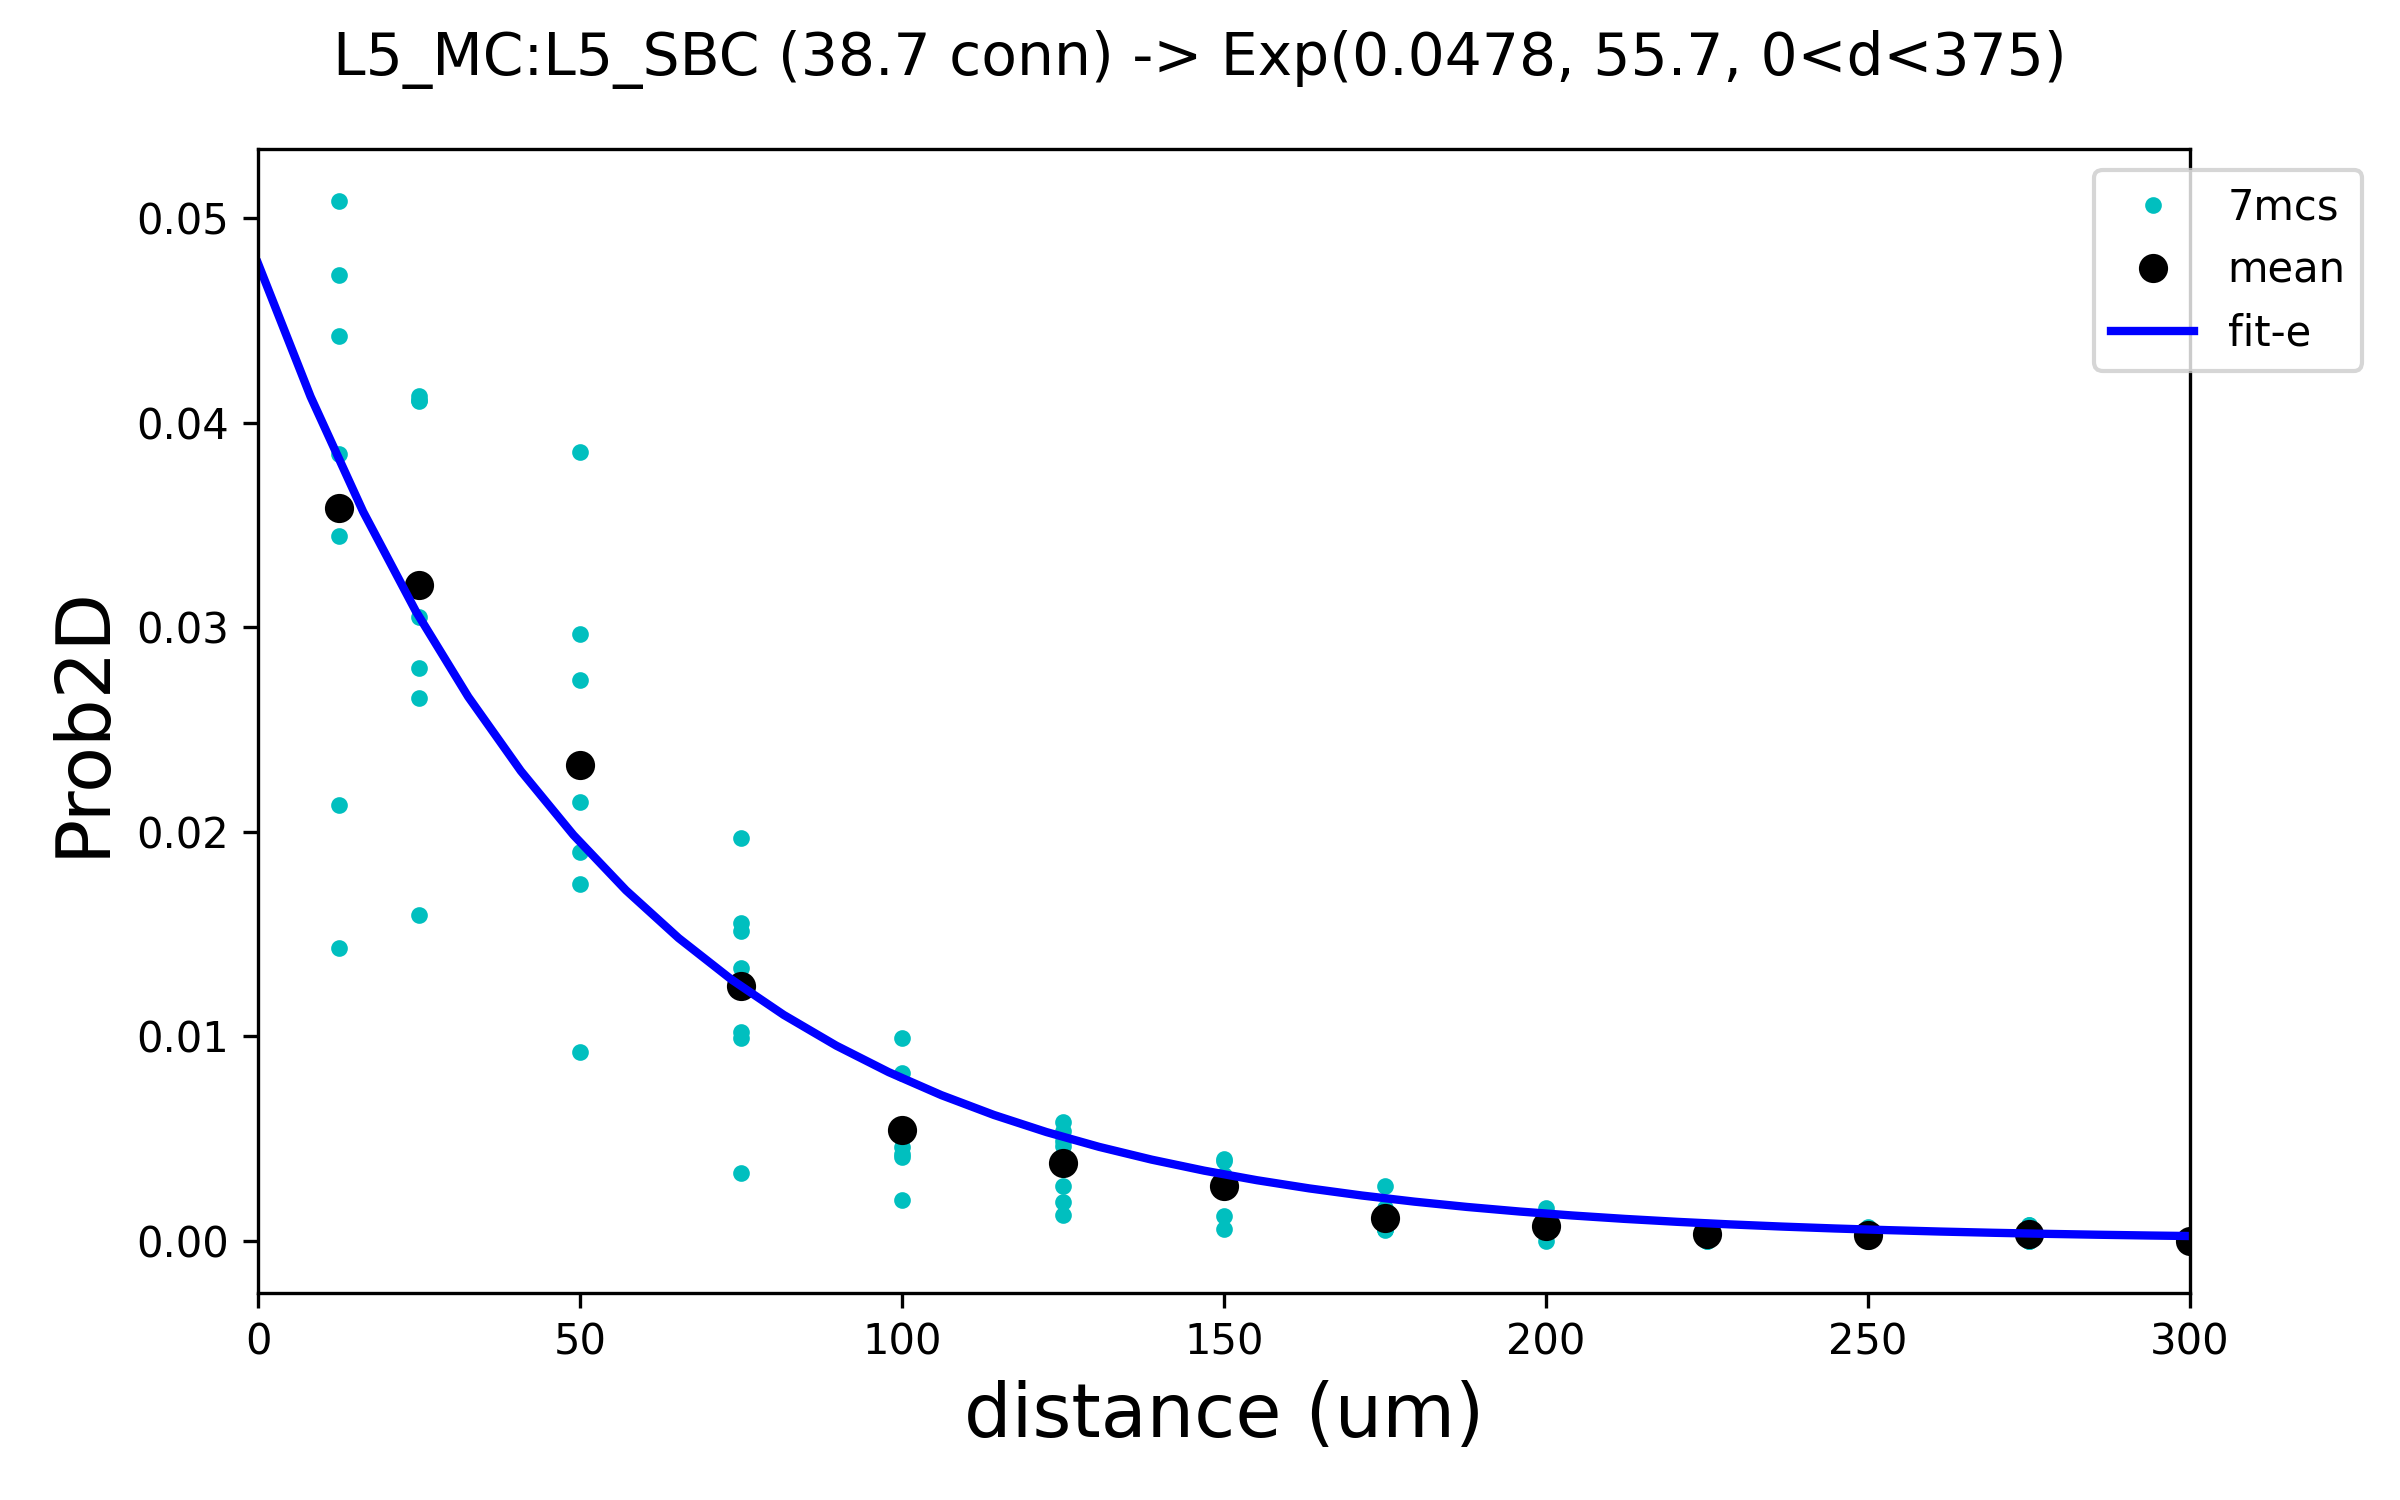 L5_MC:L5_SBC (38.7 conn) -> Exp(0.0478, 55.7, 0<d<375)
7mcs
mean
fit-e
Prob2D
0.05
0.04
0.03
0.02
0.01
0.00
0 50 100 150 200 250 300
distance (um)